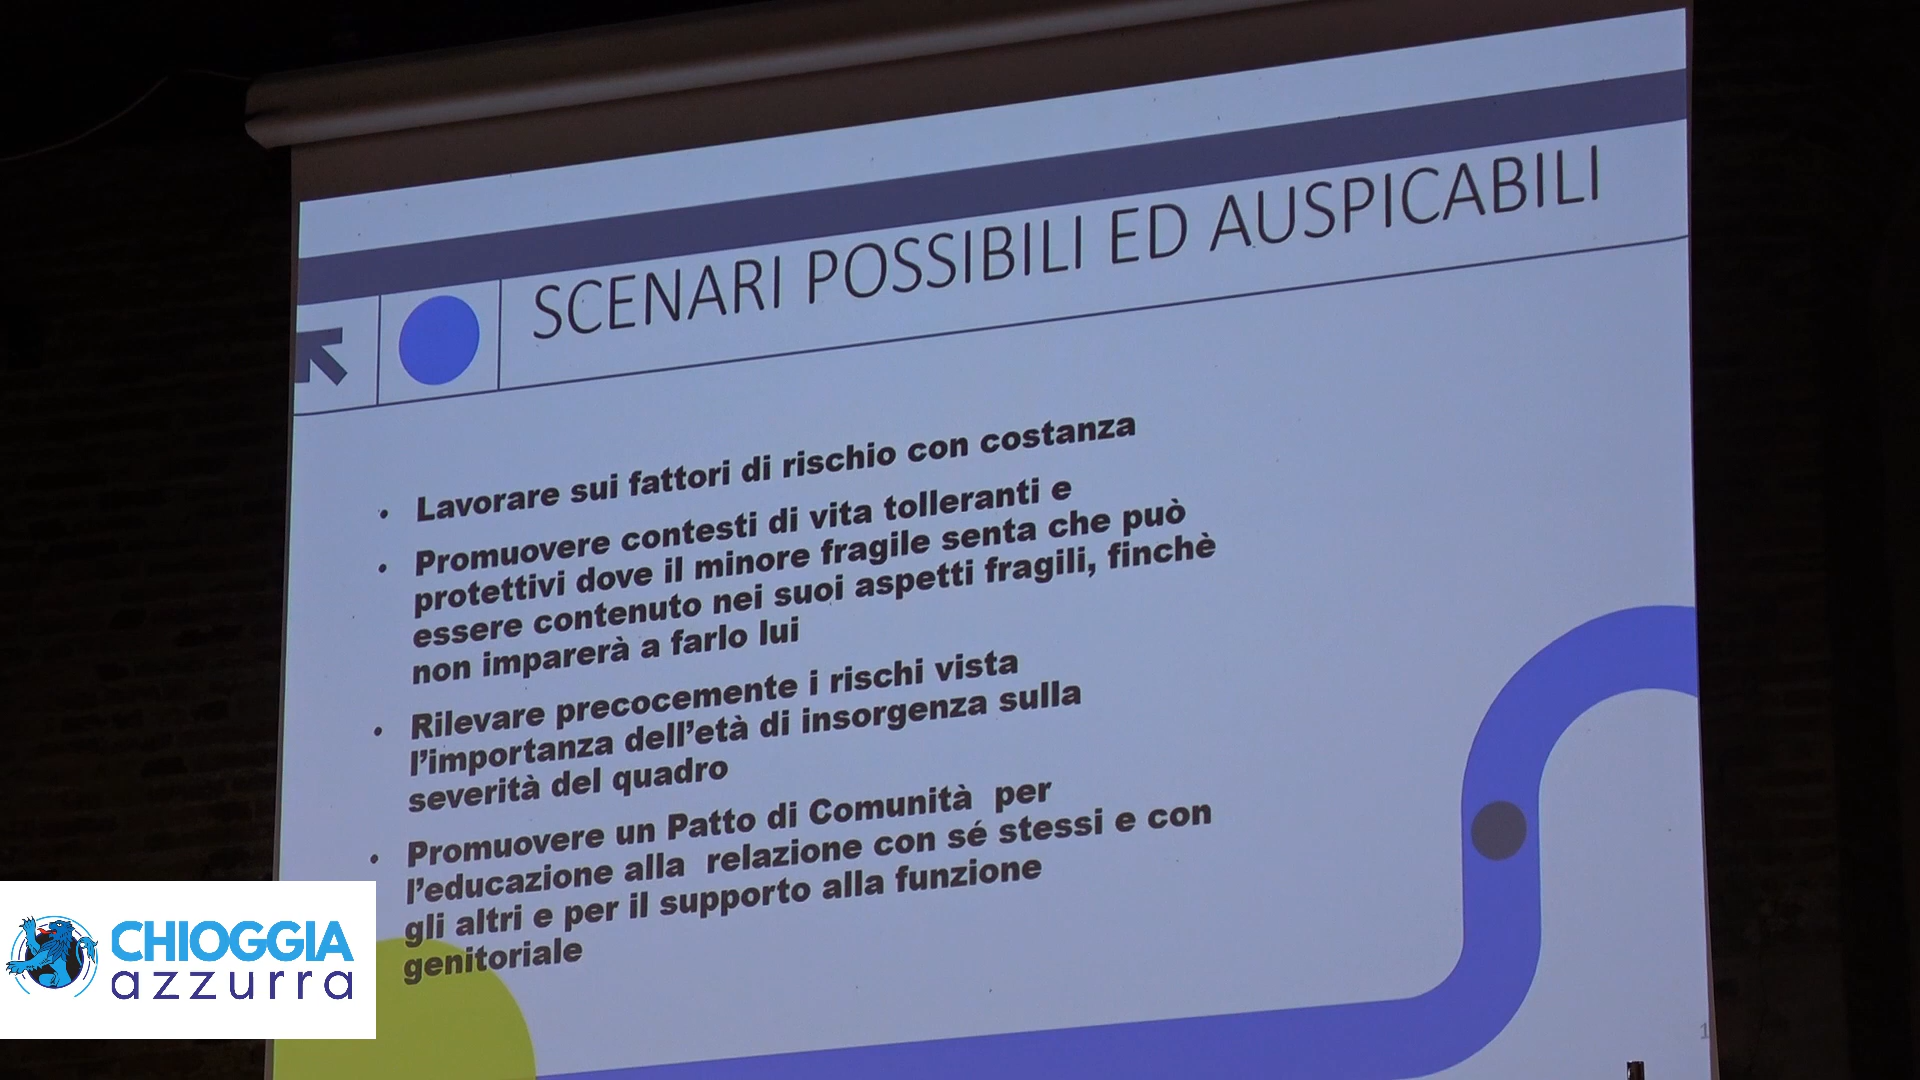 SCENARI POSSIBILI ED AUSPICABILI
• Lavorare sui fattori di rischio con costanza
• Promuovere contesti di vita tolleranti e
protettivi dove il minore fragile senta che può
essere contenuto nei suoi aspetti fragili, finchè
non imparerà a farlo lui
• Rilevare precocemente i rischi vista
l'importanza dell'età di insorgenza sulla
severità del quadro
• Promuovere un Patto di Comunità per
l'educazione alla relazione con sé stessi e con
gli altri e per il supporto alla funzione
genitoriale
CHIOGGIA
azzurra